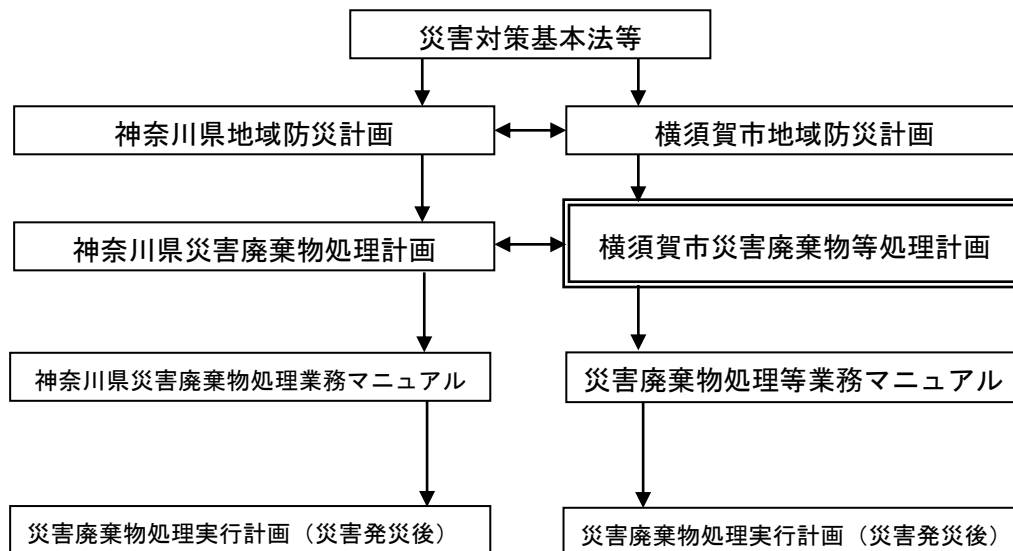 災害対策基本法等
神奈川県地域防災計画
横須賀市地域防災計画
神奈川県災害廃棄物処理計画
横須賀市災害廃棄物等処理計画
神奈川県災害廃棄物処理業務マニュアル
災害廃棄物処理等業務マニュアル
災害廃棄物処理実行計画（災害発災後）
災害廃棄物処理実行計画（災害発災後）